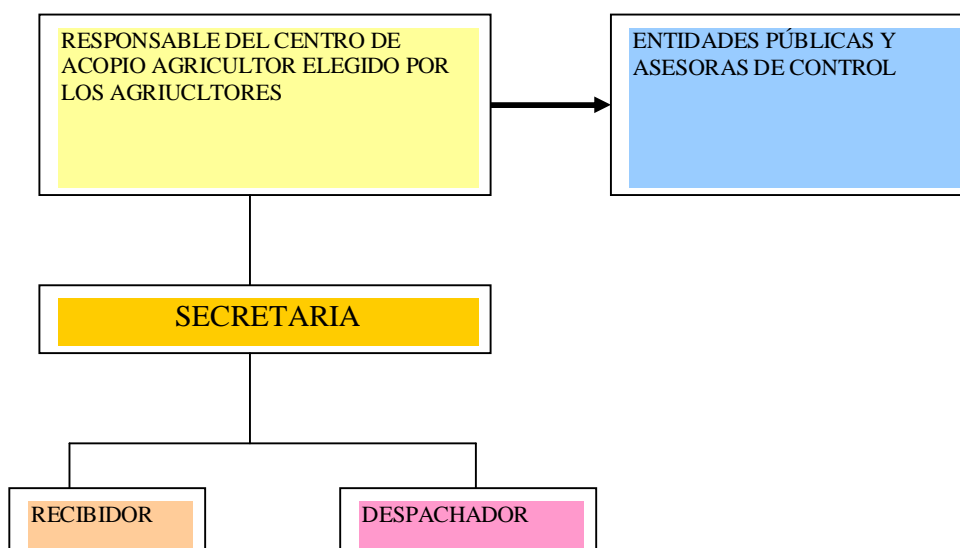 RESPONSABLE DEL CENTRO DE
ACOPIO AGRICULTOR ELEGIDO POR
LOS AGRIUCLTORES
ENTIDADES PÚBLICAS Y
ASESORAS DE CONTROL
SECRETARIA
RECIBIDOR
DESPACHADOR